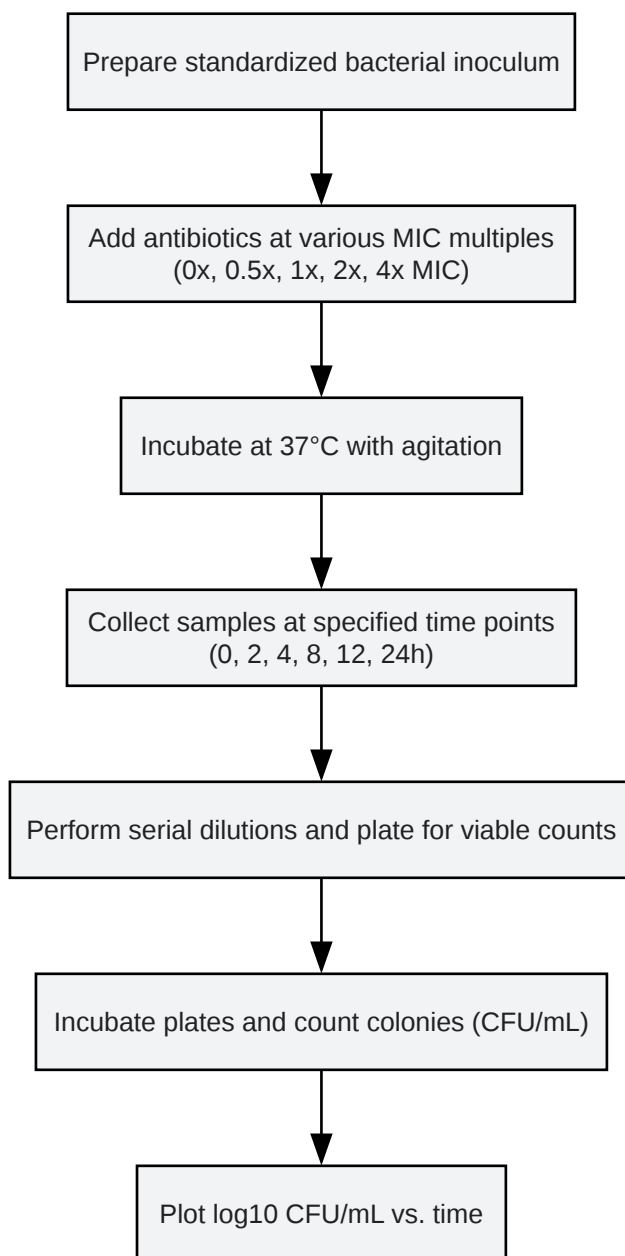 Prepare standardized bacterial inoculum
Add antibiotics at various MIC multiples
(0x, 0.5x, 1x, 2x, 4x MIC)
Incubate at 37°C with agitation
Collect samples at specified time points
(0, 2, 4, 8, 12, 24h)
Perform serial dilutions and plate for viable counts
Incubate plates and count colonies (CFU/mL)
Plot log10 CFU/mL vs. time